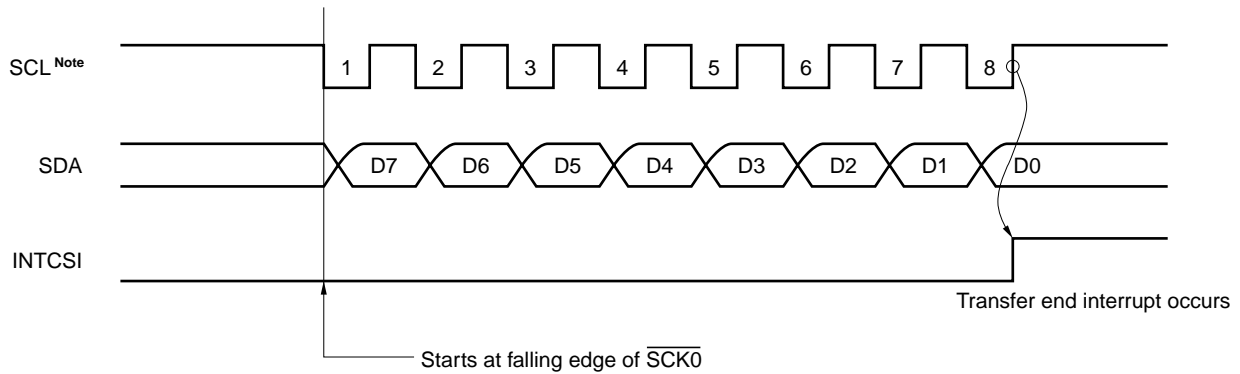 SCL Note
1 2 3 4 5 6 7 8
SDA
D7 D6 D5 D4 D3 D2 D1 D0
INTCSI
Transfer end interrupt occurs
Starts at falling edge of SCK0